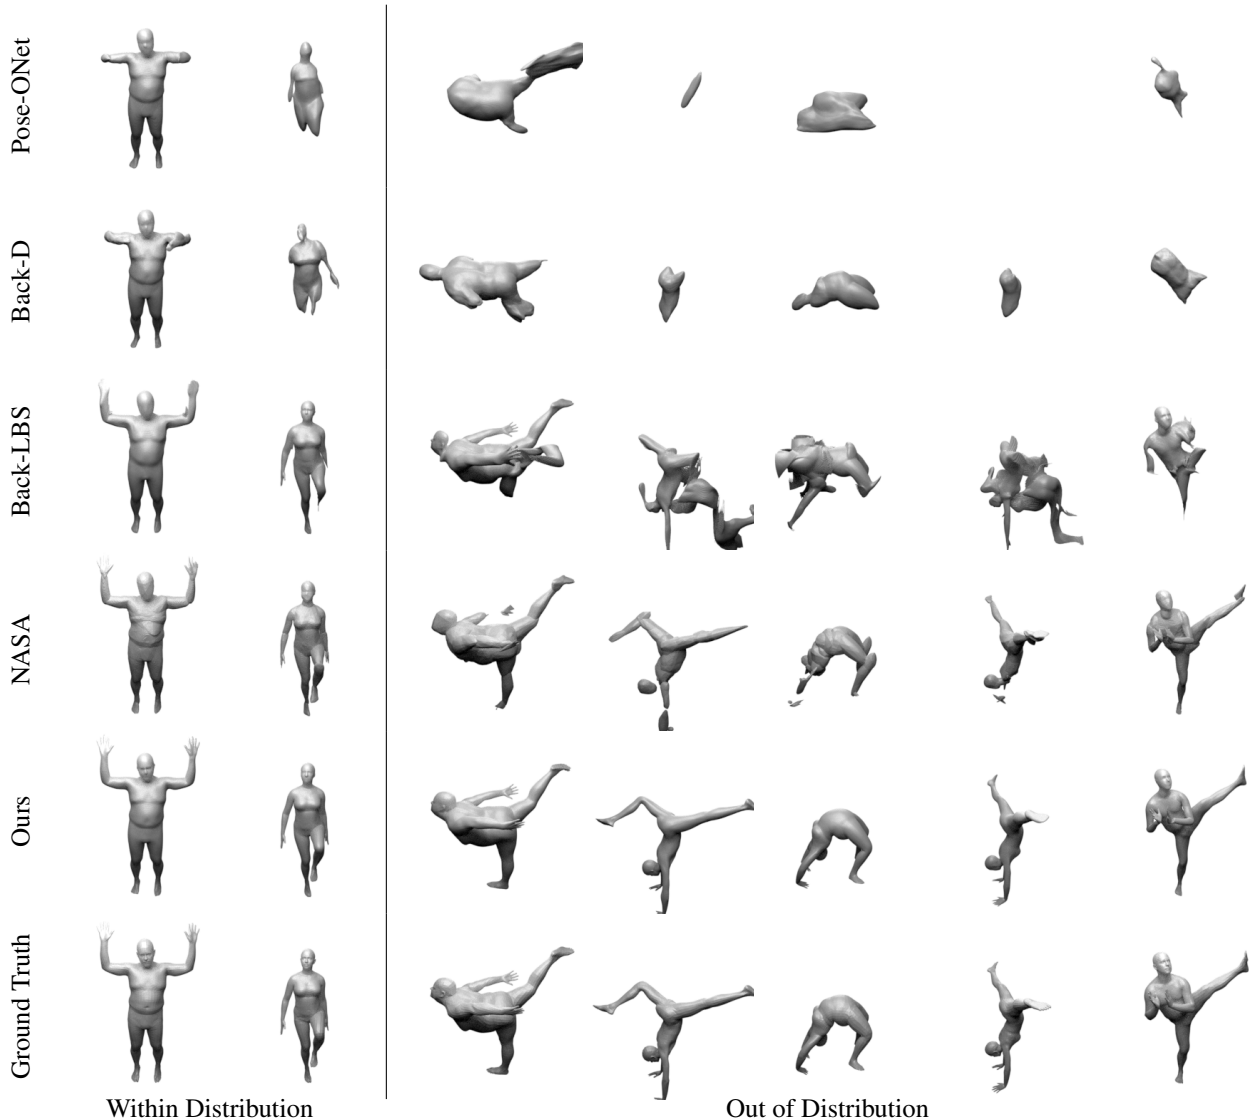 Pose-ONet
Back-D
Back-LBS
NASA
Ours
Ground Truth
Within Distribution
Out of Distribution